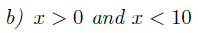 b) x > 0 and x < 10